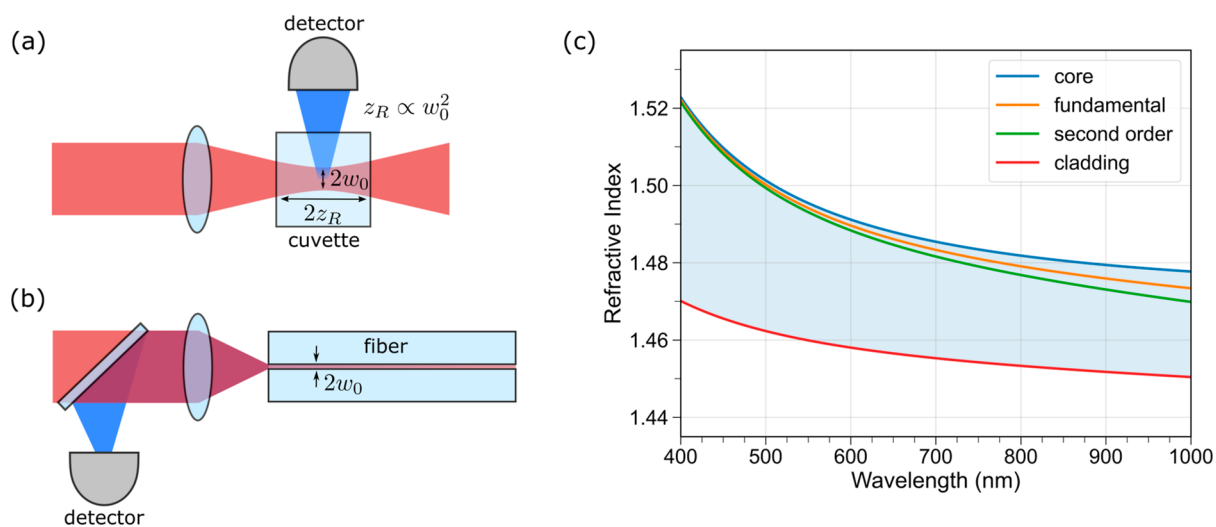 (a)
detector
z_R ∝ w_0^2
2w_0
2z_R
cuvette
(b)
fiber
2w_0
detector
(c)
core
fundamental
second order
cladding
Refractive Index
1.52
1.50
1.48
1.46
1.44
400 500 600 700 800 900 1000
Wavelength (nm)